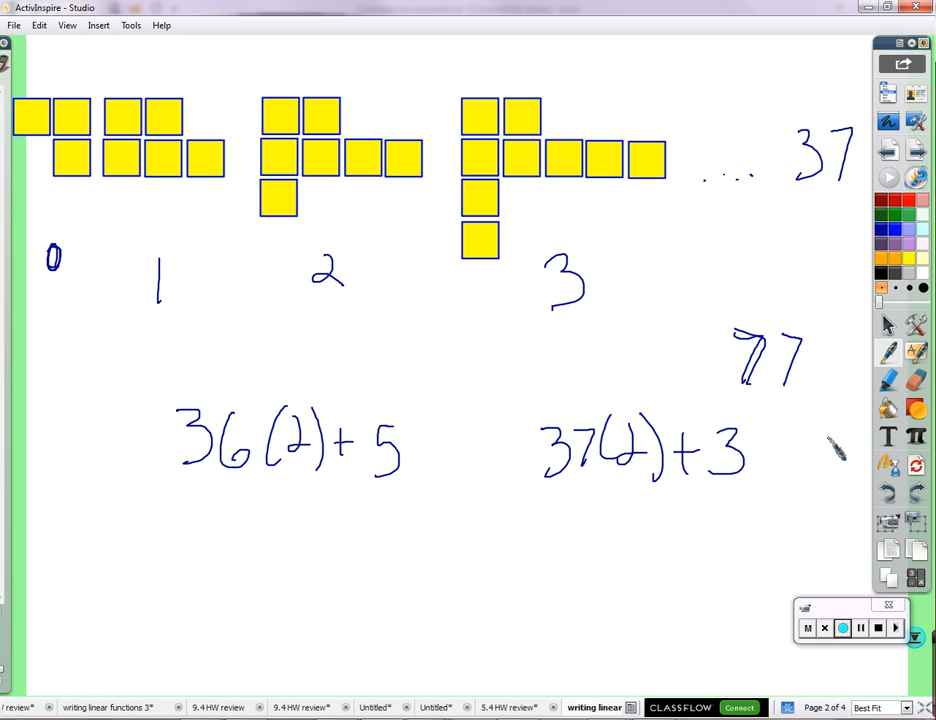 ActivInspire - Studio
File Edit View Insert Tools Help
.... 37
0 1 2 3
77
36(2)+5 37(2)+3
M
T
/ review* writing linear functions 3* 9.4 HW review 9.4 HW review* Untitled* Untitled* 5.4 HW review* writing linear CLASSFLOW Connect Page 2 of 4 Best Fit